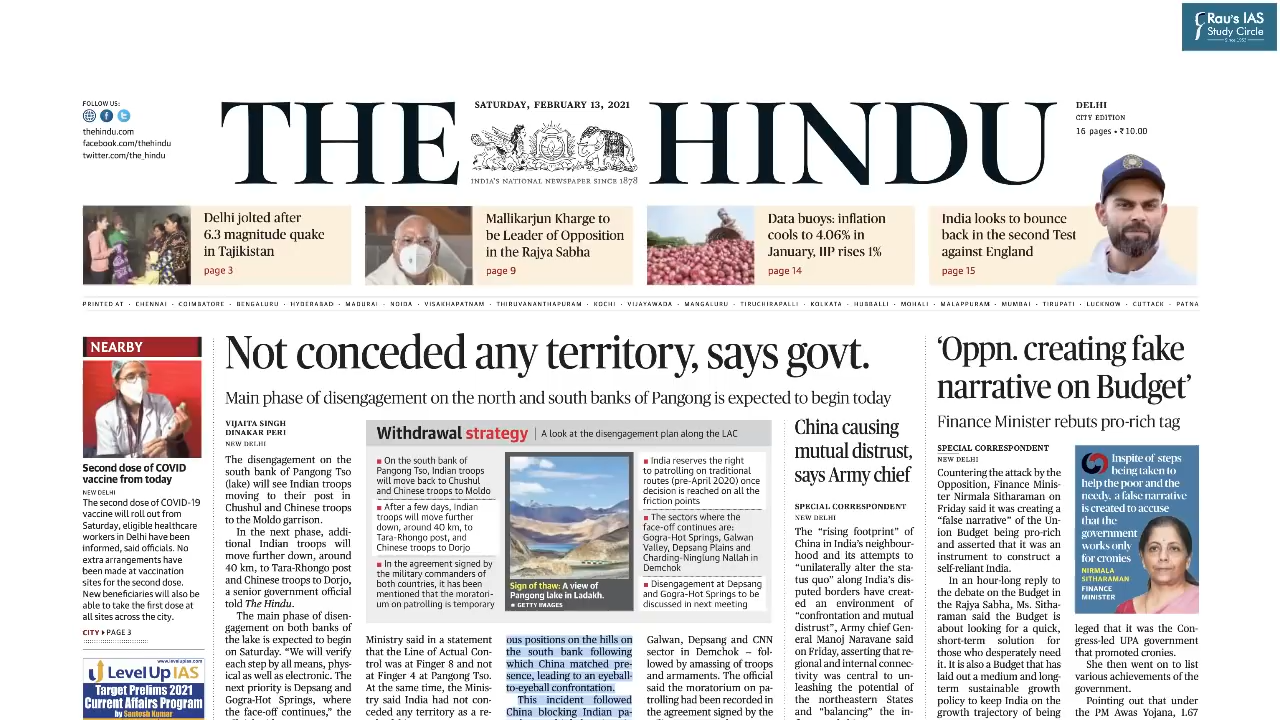 Rau's IAS
Study Circle
Since 1953
FOLLOW US:
thehindu.com
facebook.com/thehindu
twitter.com/the_hindu
THE HINDU
SATURDAY, FEBRUARY 13, 2021
INDIA'S NATIONAL NEWSPAPER SINCE 1878
DELHI
CITY EDITION
16 pages • ₹10.00
Delhi jolted after
6.3 magnitude quake
in Tajikistan
page 3
Mallikarjun Kharge to
be Leader of Opposition
in the Rajya Sabha
page 9
Data buoys: inflation
cools to 4.06% in
January, IIP rises 1%
page 14
India looks to bounce
back in the second Test
against England
page 15
PRINTED AT · CHENNAI · COIMBATORE · BENGALURU · HYDERABAD · MADURAI · NOIDA · VISAKHAPATNAM · THIRUVANANTHAPURAM · KOCHI · VIJAYAWADA · MANGALURU · TIRUCHIRAPALLI · KOLKATA · HUBBALLI · MOHALI · MALAPPURAM · MUMBAI · TIRUPATI · LUCKNOW · CUTTACK · PATNA
NEARBY
Second dose of COVID
vaccine from today
NEW DELHI
The second dose of COVID-19
vaccine will roll out from
Saturday, eligible healthcare
workers in Delhi have been
informed, said officials. No
extra arrangements have
been made at vaccination
sites for the second dose.
New beneficiaries will also be
able to take the first dose at
all sites across the city.
CITY PAGE 3
www.levelupias.com
LevelUp IAS
Target Prelims 2021
Current Affairs Program
by Santosh Kumar
Not conceded any territory, says govt.
Main phase of disengagement on the north and south banks of Pangong is expected to begin today
VIJAITA SINGH
DINAKAR PERI
NEW DELHI
The disengagement on the
south bank of Pangong Tso
(lake) will see Indian troops
moving to their post in
Chushul and Chinese troops
to the Moldo garrison.
In the next phase, addi-
tional Indian troops will
move further down, around
40 km, to Tara-Rhongo post
and Chinese troops to Dorjo,
a senior government official
told The Hindu.
The main phase of disen-
gagement on both banks of
the lake is expected to begin
on Saturday. “We will verify
each step by all means, phys-
ical as well as electronic. The
next priority is Depsang and
Gogra-Hot Springs, where
the face-off continues,” the
Withdrawal strategy | A look at the disengagement plan along the LAC
■ On the south bank of
Pangong Tso, Indian troops
will move back to Chushul
and Chinese troops to Moldo
■ After a few days, Indian
troops will move further
down, around 40 km, to
Tara-Rhongo post, and
Chinese troops to Dorjo
■ In the agreement signed by
the military commanders of
both countries, it has been
mentioned that the moratori-
um on patrolling is temporary
Sign of thaw: A view of
Pangong lake in Ladakh.
■ GETTY IMAGES
■ India reserves the right
to patrolling on traditional
routes (pre-April 2020) once
decision is reached on all the
friction points
■ The sectors where the
face-off continues are:
Gogra-Hot Springs, Galwan
Valley, Depsang Plains and
Charding-Ninglung Nallah in
Demchok
■ Disengagement at Depsang
and Gogra-Hot Springs to be
discussed in next meeting
Ministry said in a statement
that the Line of Actual Con-
trol was at Finger 8 and not
at Finger 4 at Pangong Tso.
At the same time, the Minis-
try said India had not con-
ceded any territory as a re-
ous positions on the hills on
the south bank following
which China matched pre-
sence, leading to an eyeball-
to-eyeball confrontation.
This incident followed
China blocking Indian pa-
Galwan, Depsang and CNN
sector in Demchok – fol-
lowed by amassing of troops
and armaments. The official
said the moratorium on pa-
trolling had been recorded in
the agreement signed by the
China causing
mutual distrust,
says Army chief
SPECIAL CORRESPONDENT
NEW DELHI
The “rising footprint” of
China in India's neighbour-
hood and its attempts to
“unilaterally alter the sta-
tus quo” along India's dis-
puted borders have creat-
ed an environment of
“confrontation and mutual
distrust”, Army chief Gen-
eral Manoj Naravane said
on Friday, asserting that re-
gional and internal connec-
tivity was central to un-
leashing the potential of
the northeastern States
and “balancing” the in-
‘Oppn. creating fake
narrative on Budget’
Finance Minister rebuts pro-rich tag
SPECIAL CORRESPONDENT
NEW DELHI
Countering the attack by the
Opposition, Finance Minis-
ter Nirmala Sitharaman on
Friday said it was creating a
“false narrative” of the Un-
ion Budget being pro-rich
and asserted that it was an
instrument to construct a
self-reliant India.
In an hour-long reply to
the debate on the Budget in
the Rajya Sabha, Ms. Sitha-
raman said the Budget is
about looking for a quick,
short-term solution for
those who desperately need
it. It is also a Budget that has
laid out a medium and long-
term sustainable growth
policy to keep India on the
growth trajectory of being
Inspite of steps
being taken to
help the poor and the
needy, a false narrative
is created to accuse
that the
government
works only
for cronies
NIRMALA
SITHARAMAN
FINANCE
MINISTER
leged that it was the Con-
gress-led UPA government
that promoted cronies.
She then went on to list
various achievements of the
government.
Pointing out that under
the PM Awas Yojana, 1.67